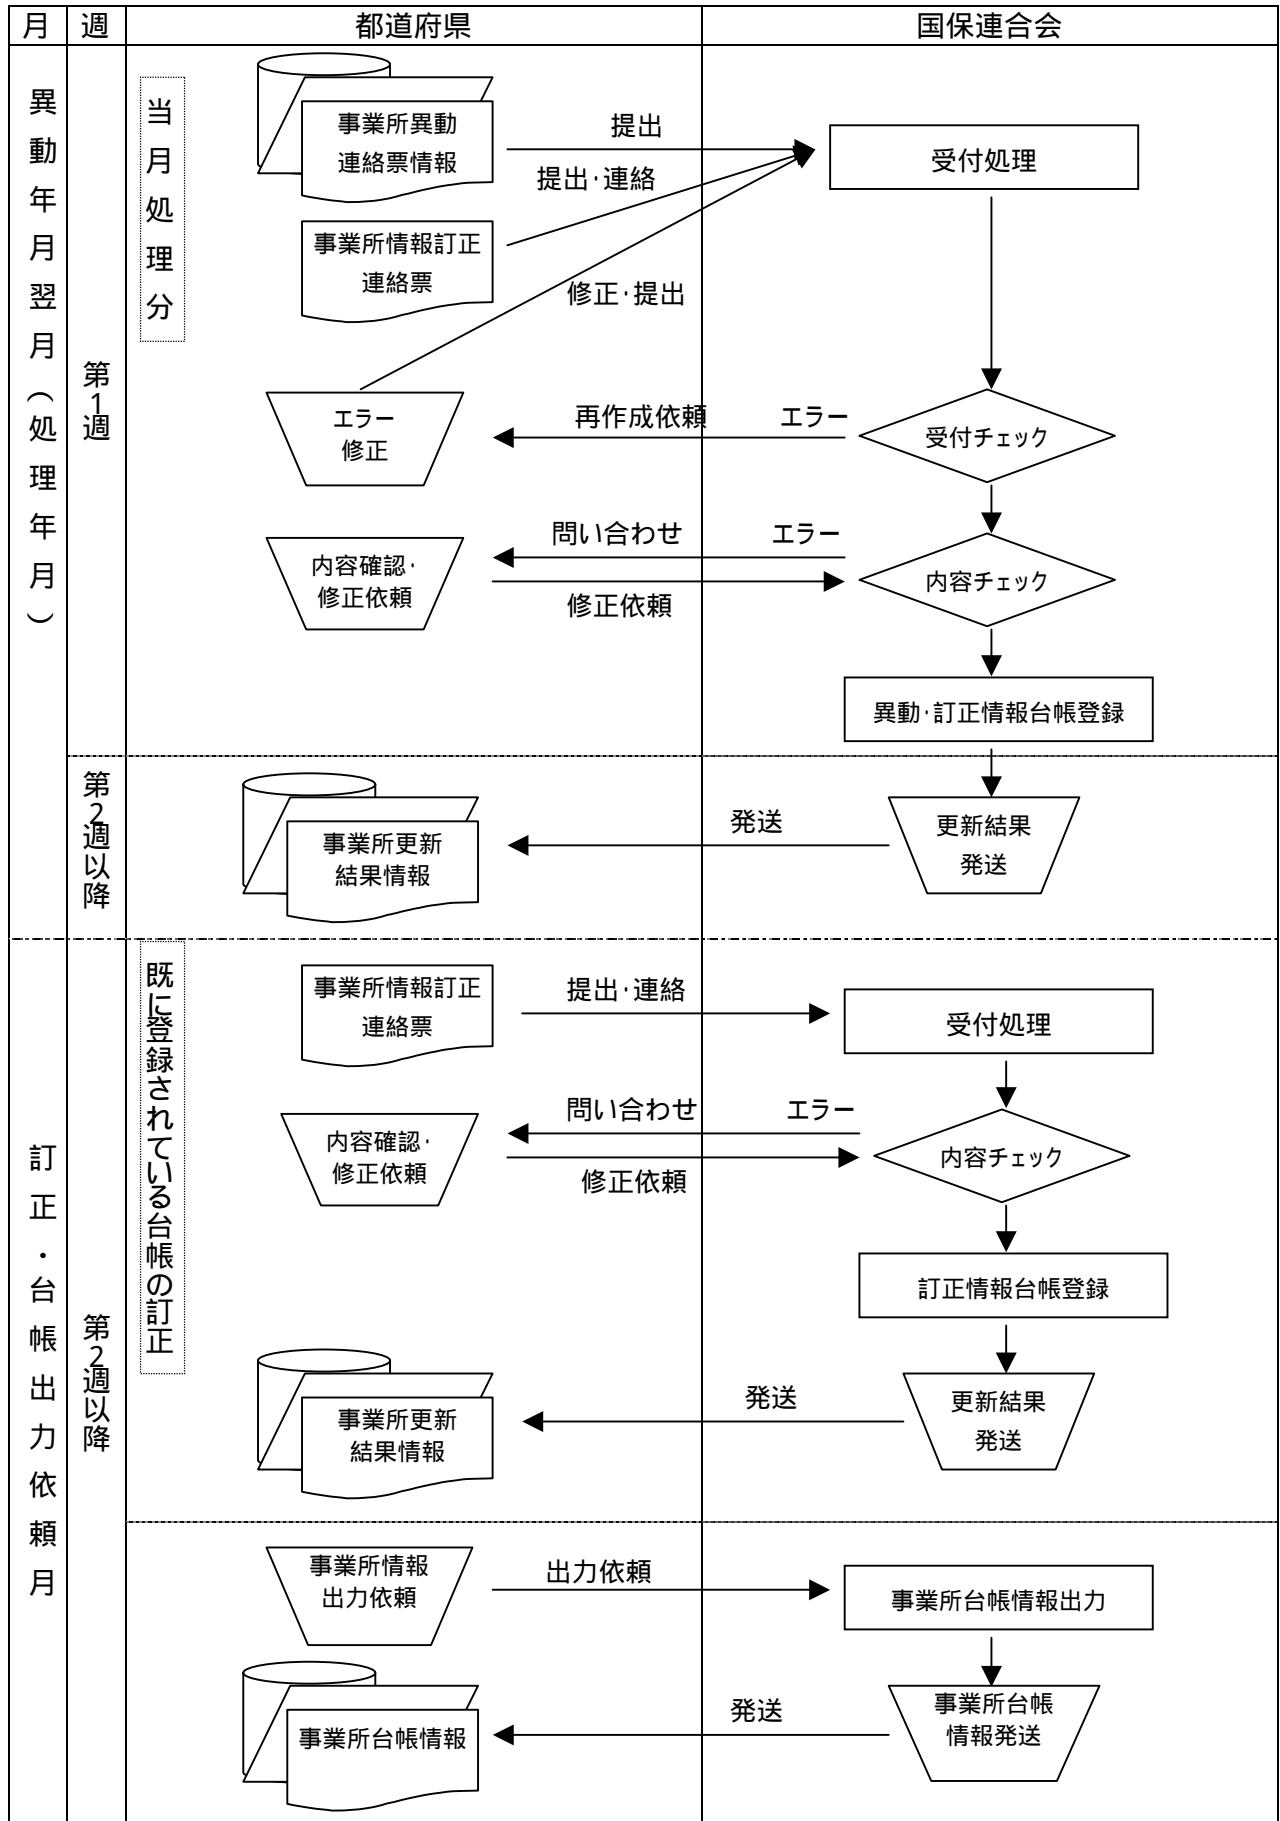 月
週
都道府県
国保連合会
異動年月翌月（処理年月）
第1週
当月処理分
事業所異動
連絡票情報
提出
受付処理
提出・連絡
事業所情報訂正
連絡票
修正・提出
エラー
修正
再作成依頼
エラー
受付チェック
内容確認・
修正依頼
問い合わせ
エラー
修正依頼
内容チェック
異動・訂正情報台帳登録
第2週以降
事業所更新
結果情報
発送
更新結果
発送
訂正・台帳出力依頼月
第2週以降
既に登録されている台帳の訂正
事業所情報訂正
連絡票
提出・連絡
受付処理
内容確認・
修正依頼
問い合わせ
エラー
修正依頼
内容チェック
訂正情報台帳登録
事業所更新
結果情報
発送
更新結果
発送
事業所情報
出力依頼
出力依頼
事業所台帳情報出力
事業所台帳情報
発送
事業所台帳
情報発送